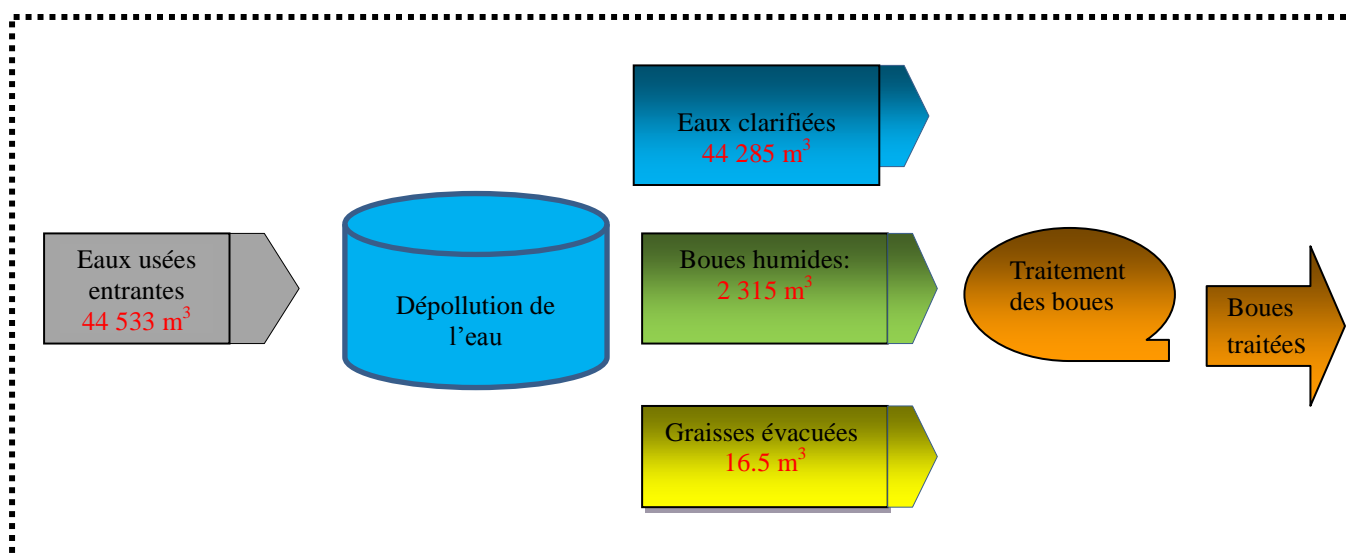 Eaux usées
entrantes
44 533 m³
Dépollution de
l’eau
Eaux clarifiées
44 285 m³
Boues humides:
2 315 m³
Graisses évacuées
16.5 m³
Traitement
des boues
Boues
traitées